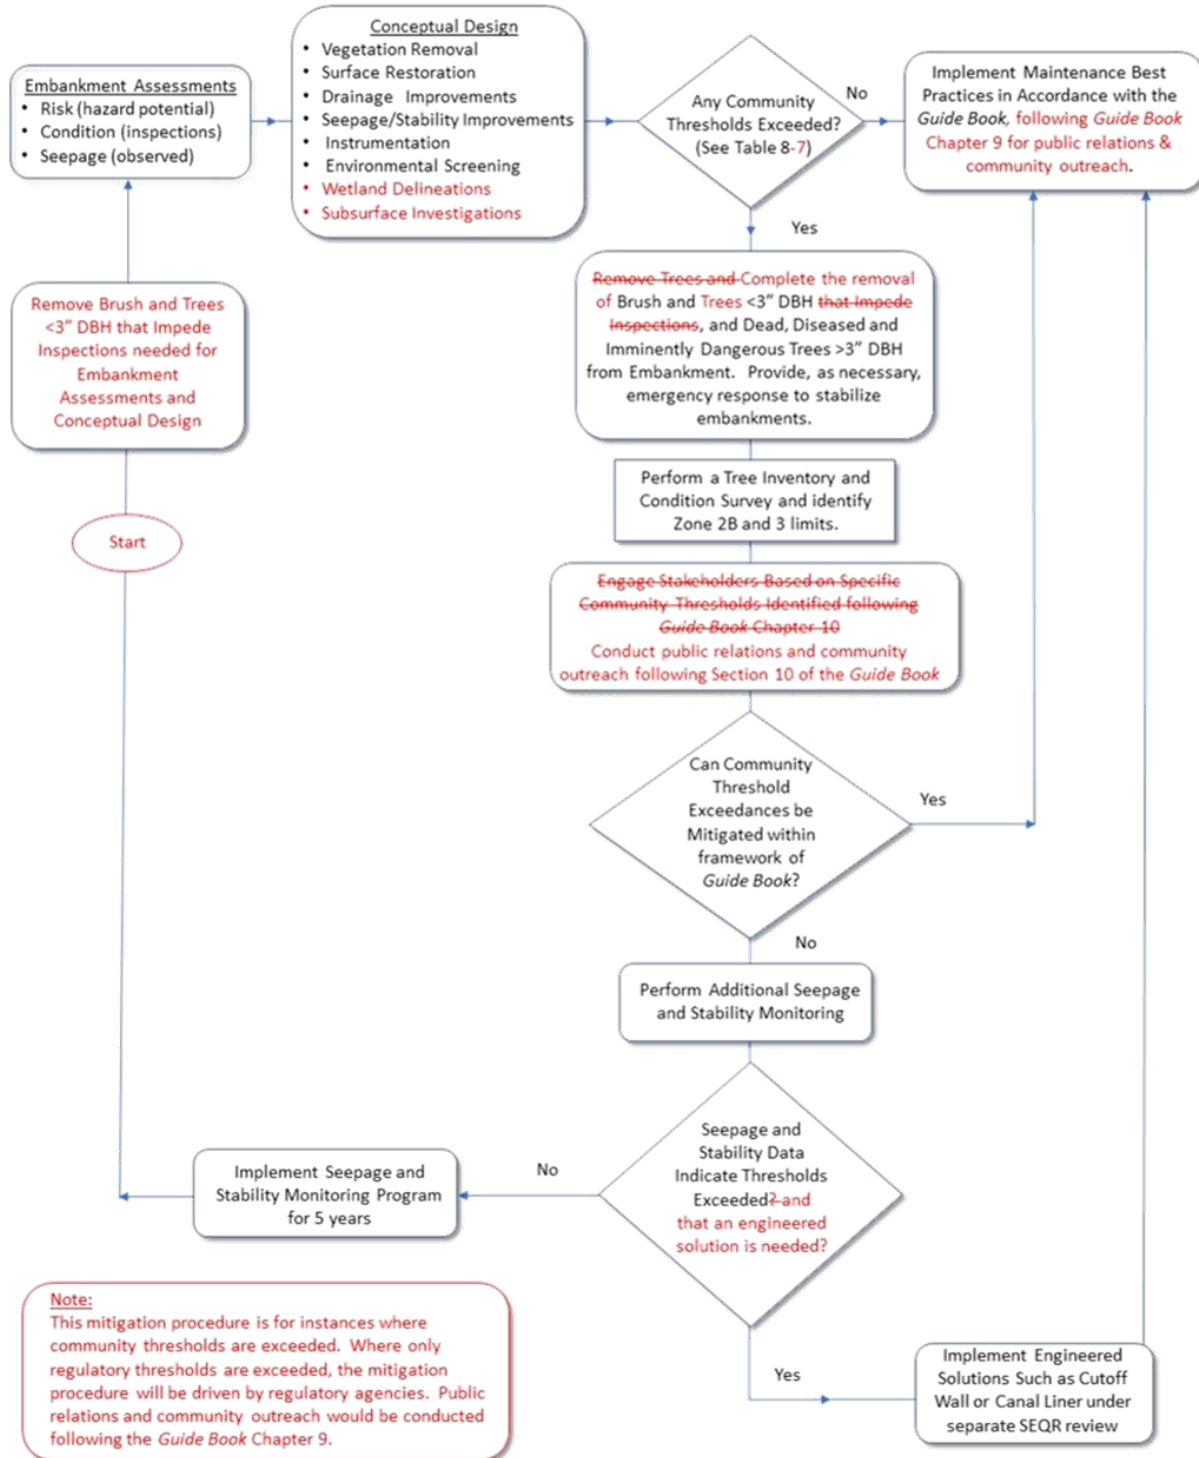 Conceptual Design
• Vegetation Removal
• Surface Restoration
• Drainage Improvements
• Seepage/Stability Improvements
• Instrumentation
• Environmental Screening
• Wetland Delineations
• Subsurface Investigations
Embankment Assessments
• Risk (hazard potential)
• Condition (inspections)
• Seepage (observed)
Any Community
Thresholds Exceeded?
(See Table 8-7)
No
Implement Maintenance Best
Practices in Accordance with the
Guide Book, following Guide Book
Chapter 9 for public relations &
community outreach.
Yes
Remove Brush and Trees
<3” DBH that Impede
Inspections needed for
Embankment
Assessments and
Conceptual Design
Start
Remove Trees and Complete the removal
of Brush and Trees <3” DBH that Impede
Inspections, and Dead, Diseased and
Imminently Dangerous Trees >3” DBH
from Embankment. Provide, as necessary,
emergency response to stabilize
embankments.
Perform a Tree Inventory and
Condition Survey and identify
Zone 2B and 3 limits.
Engage Stakeholders Based on Specific
Community Thresholds Identified following
Guide Book Chapter 10
Conduct public relations and community
outreach following Section 10 of the Guide Book
Can Community
Threshold
Exceedances be
Mitigated within
framework of
Guide Book?
Yes
No
Perform Additional Seepage
and Stability Monitoring
Seepage and
Stability Data
Indicate Thresholds
Exceeded? and
that an engineered
solution is needed?
No
Implement Seepage and
Stability Monitoring Program
for 5 years
Yes
Implement Engineered
Solutions Such as Cutoff
Wall or Canal Liner under
separate SEQR review
Note:
This mitigation procedure is for instances where
community thresholds are exceeded. Where only
regulatory thresholds are exceeded, the mitigation
procedure will be driven by regulatory agencies. Public
relations and community outreach would be conducted
following the Guide Book Chapter 9.